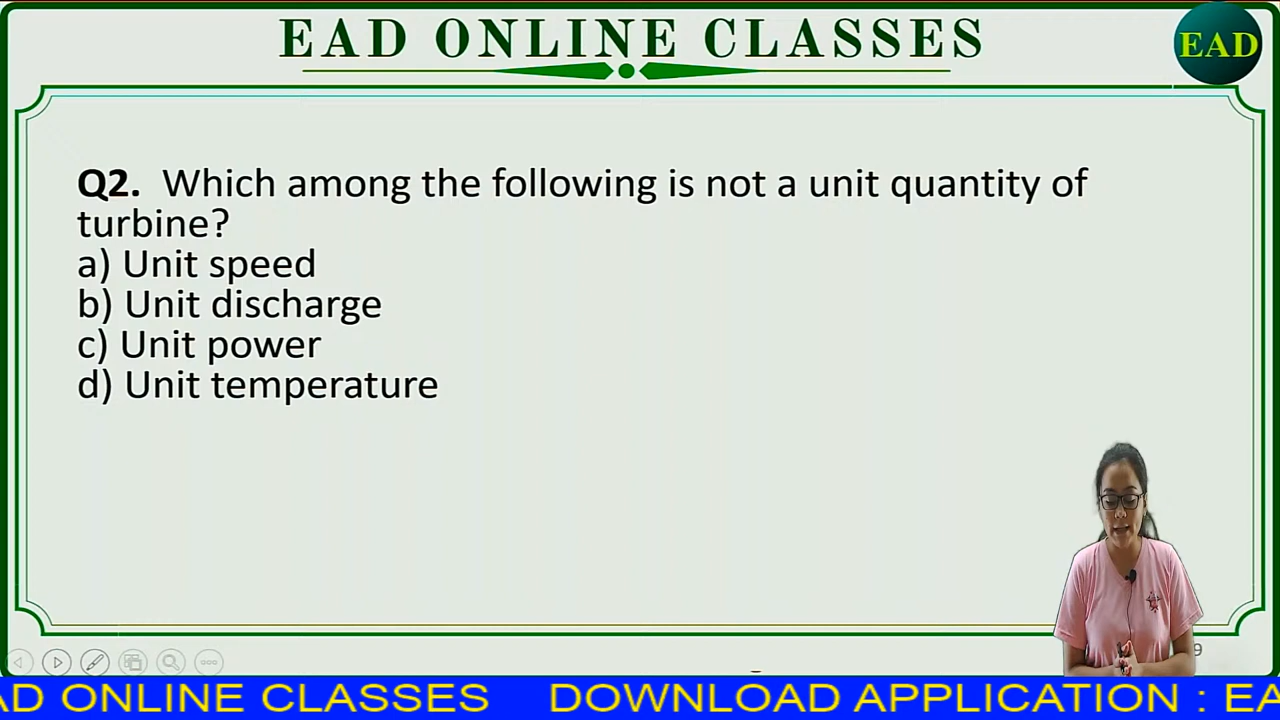 EAD ONLINE CLASSES
EAD
Q2. Which among the following is not a unit quantity of
turbine?
a) Unit speed
b) Unit discharge
c) Unit power
d) Unit temperature
9
AD ONLINE CLASSES DOWNLOAD APPLICATION : EA